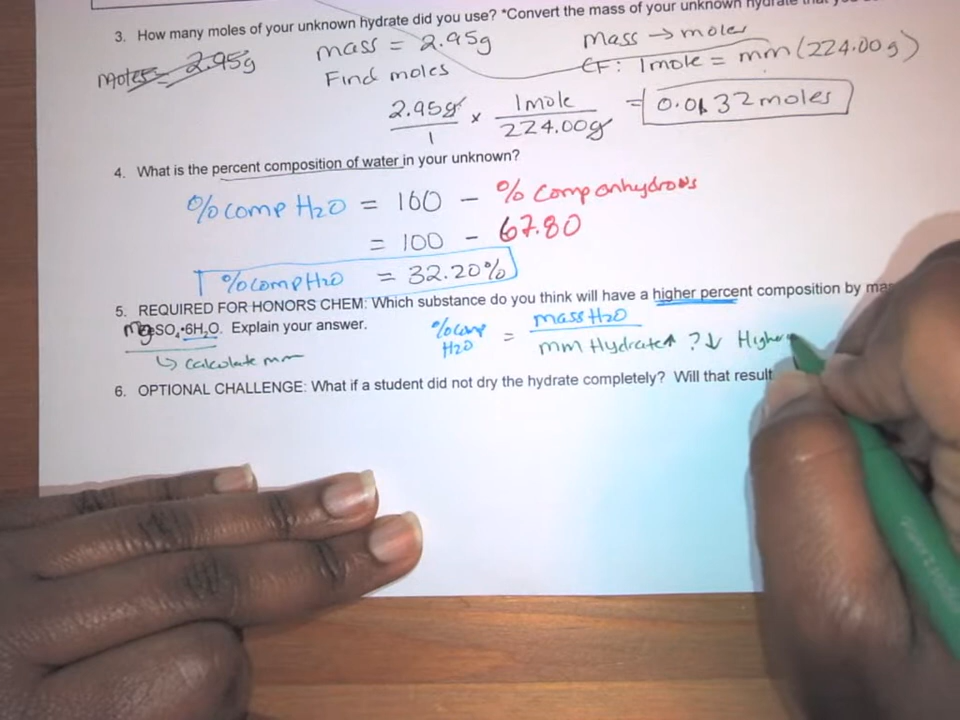 3. How many moles of your unknown hydrate did you use? *Convert the mass of your unknown hydrate that you
moles = 2.95g mass = 2.95g Mass → moles
Find moles CF: 1mole = mm (224.00g)
2.95g/1 × 1mole/224.00g = 0.0132 moles
4. What is the percent composition of water in your unknown?
% comp H2O = 100 - % comp anhydrous
= 100 - 67.80
% comp H2O = 32.20%
5. REQUIRED FOR HONORS CHEM: Which substance do you think will have a higher percent composition by
MgSO4•6H2O. Explain your answer. % comp H2O = mass H2O / mm Hydrate↑ ?↓ Higher
↳ calculate mm
6. OPTIONAL CHALLENGE: What if a student did not dry the hydrate completely? Will that result